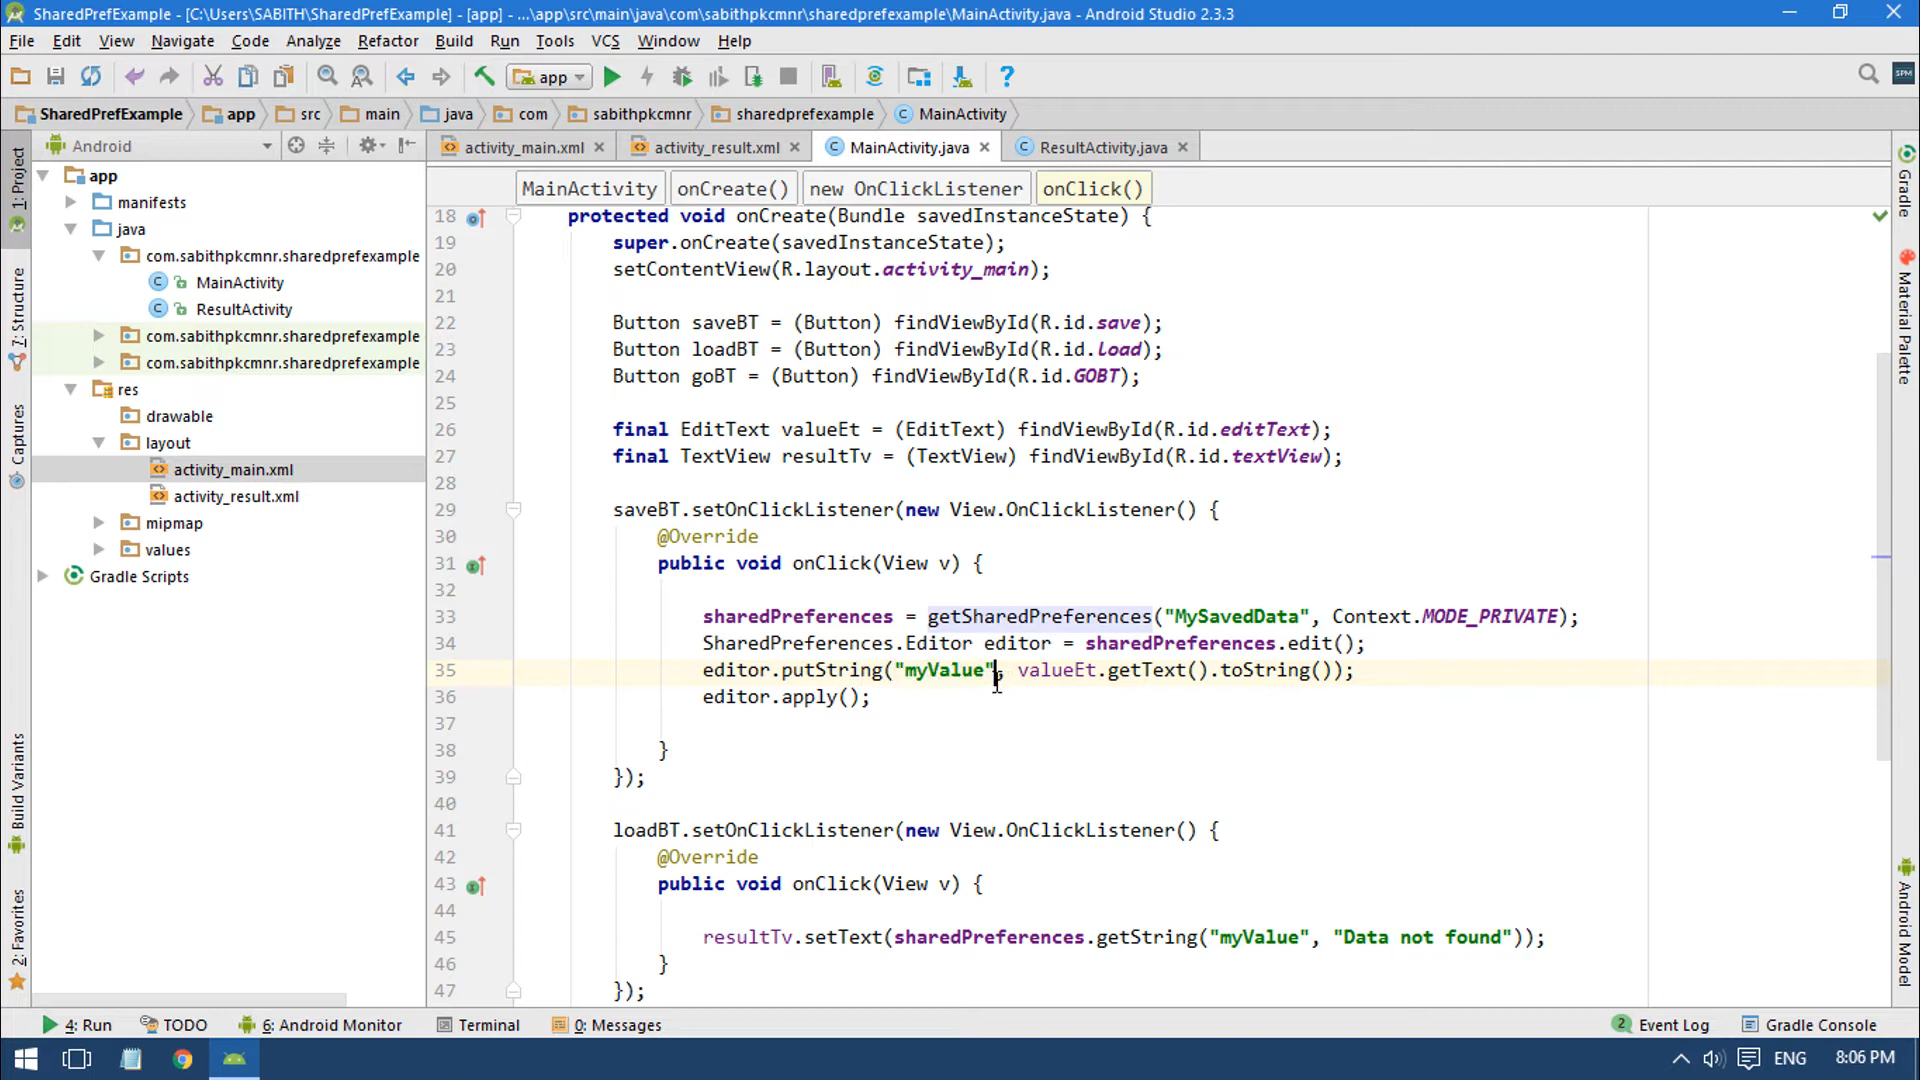 SharedPrefExample - [C:\Users\SABITH\SharedPrefExample] - [app] - ...\app\src\main\java\com\sabithpkcmnr\sharedprefexample\MainActivity.java - Android Studio 2.3.3
File Edit View Navigate Code Analyze Refactor Build Run Tools VCS Window Help
app
SPM
SharedPrefExample app src main java com sabithpkcmnr sharedprefexample MainActivity
Android
activity_main.xml activity_result.xml MainActivity.java ResultActivity.java
MainActivity onCreate() new OnClickListener onClick()
1: Project
7: Structure
Captures
Build Variants
2: Favorites
app
manifests
java
com.sabithpkcmnr.sharedprefexample
MainActivity
ResultActivity
com.sabithpkcmnr.sharedprefexample
com.sabithpkcmnr.sharedprefexample
res
drawable
layout
activity_main.xml
activity_result.xml
mipmap
values
Gradle Scripts
18 protected void onCreate(Bundle savedInstanceState) {
19 super.onCreate(savedInstanceState);
20 setContentView(R.layout.activity_main);
21
22 Button saveBT = (Button) findViewById(R.id.save);
23 Button loadBT = (Button) findViewById(R.id.load);
24 Button goBT = (Button) findViewById(R.id.GOBT);
25
26 final EditText valueEt = (EditText) findViewById(R.id.editText);
27 final TextView resultTv = (TextView) findViewById(R.id.textView);
28
29 saveBT.setOnClickListener(new View.OnClickListener() {
30 @Override
31 public void onClick(View v) {
32
33 sharedPreferences = getSharedPreferences("MySavedData", Context.MODE_PRIVATE);
34 SharedPreferences.Editor editor = sharedPreferences.edit();
35 editor.putString("myValue", valueEt.getText().toString());
36 editor.apply();
37
38 }
39 });
40
41 loadBT.setOnClickListener(new View.OnClickListener() {
42 @Override
43 public void onClick(View v) {
44
45 resultTv.setText(sharedPreferences.getString("myValue", "Data not found"));
46 }
47 });
Gradle
Material Palette
Android Model
4: Run TODO 6: Android Monitor Terminal 0: Messages 2 Event Log Gradle Console
ENG 8:06 PM